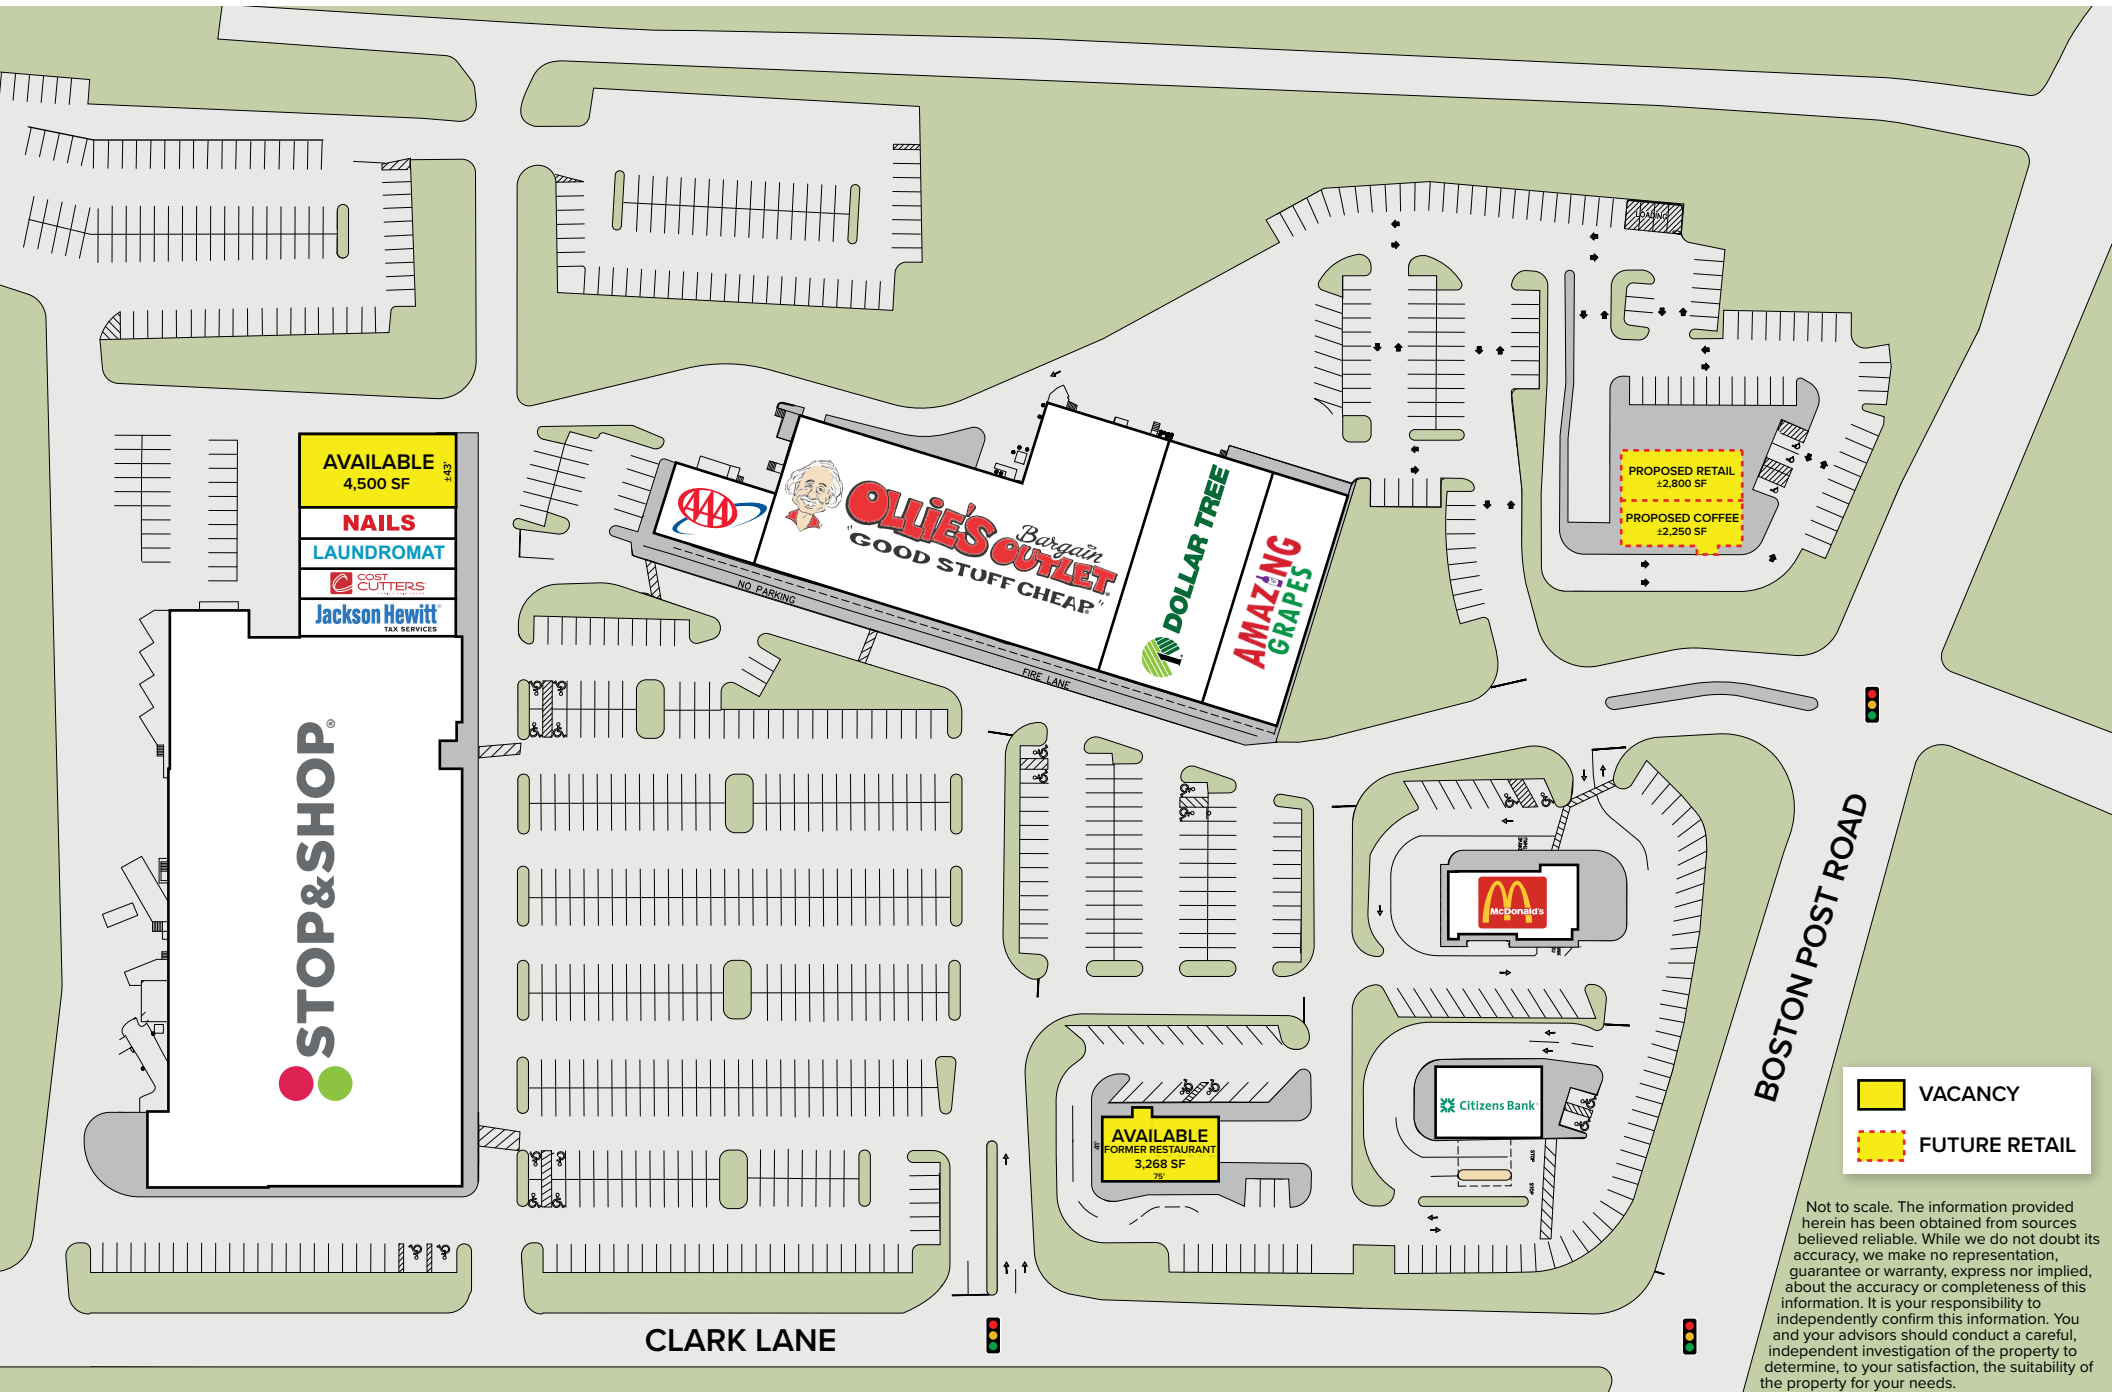 LOADING
AVAILABLE
4,500 SF
±43'
NAILS
LAUNDROMAT
COST
CUTTERS
Jackson Hewitt
TAX SERVICES
STOP&SHOP®
AAA
OLLIE'S
Bargain
OUTLET
"GOOD STUFF CHEAP"
DOLLAR TREE
AMAZING
GRAPES
NO PARKING
FIRE LANE
PROPOSED RETAIL
±2,800 SF
PROPOSED COFFEE
±2,250 SF
DRIVE
THRU
McDonald's
Citizens Bank
STOP
STOP
AVAILABLE
FORMER RESTAURANT
3,268 SF
75'
41'
BOSTON POST ROAD
CLARK LANE
VACANCY
FUTURE RETAIL
Not to scale. The information provided
herein has been obtained from sources
believed reliable. While we do not doubt its
accuracy, we make no representation,
guarantee or warranty, express nor implied,
about the accuracy or completeness of this
information. It is your responsibility to
independently confirm this information. You
and your advisors should conduct a careful,
independent investigation of the property to
determine, to your satisfaction, the suitability of
the property for your needs.